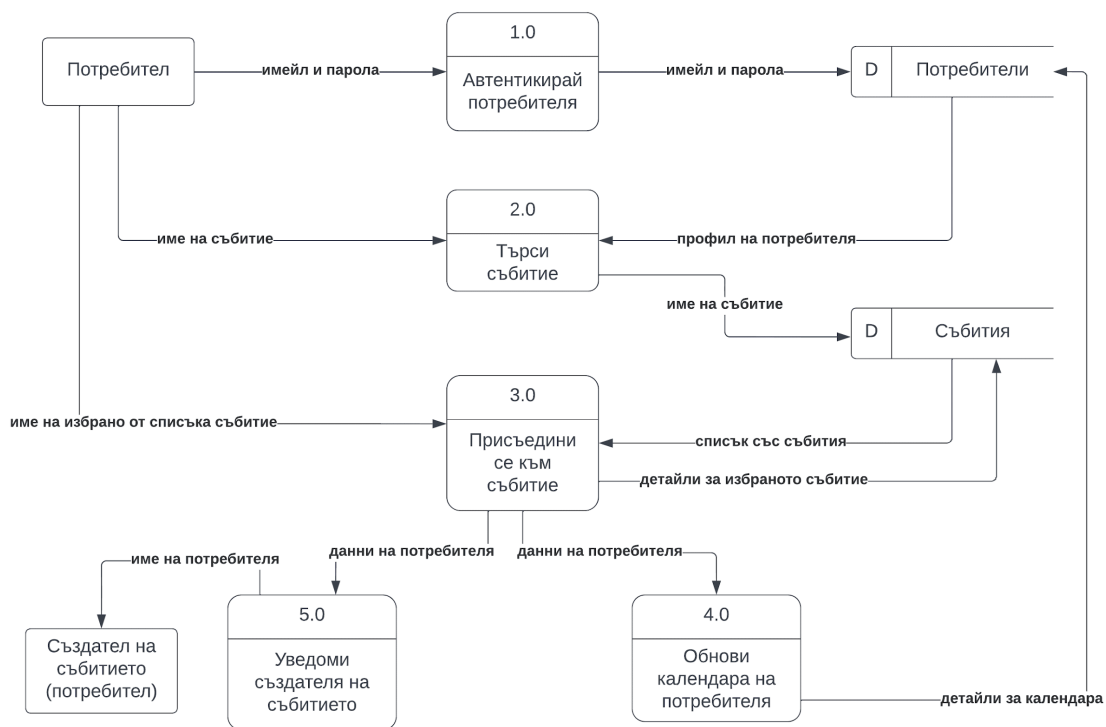 1.0
Потребител
имейл и парола
Автентикирай
потребителя
имейл и парола
D
Потребители
2.0
име на събитие
Търси
събитие
профил на потребителя
име на събитие
D
Събития
3.0
име на избрано от списъка събитие
Присъедини
се към
събитие
списък със събития
детайли за избраното събитие
данни на потребителя
данни на потребителя
име на потребителя
5.0
4.0
Създател на
събитието
(потребител)
Уведоми
създателя на
събитието
Обнови
календара на
потребителя
детайли за календара